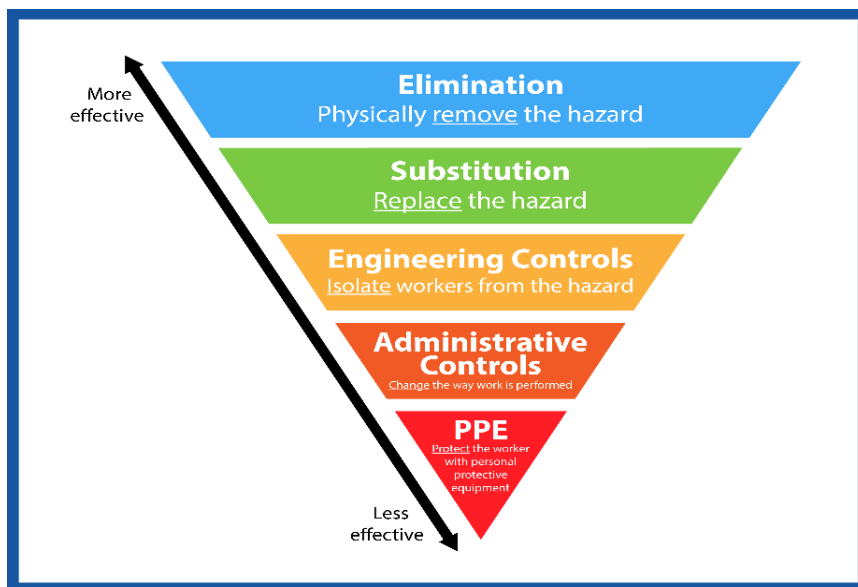 More
effective
Elimination
Physically remove the hazard
Substitution
Replace the hazard
Engineering Controls
Isolate workers from the hazard
Administrative
Controls
Change the way work is performed
PPE
Protect the worker
with personal
protective
equipment
Less
effective